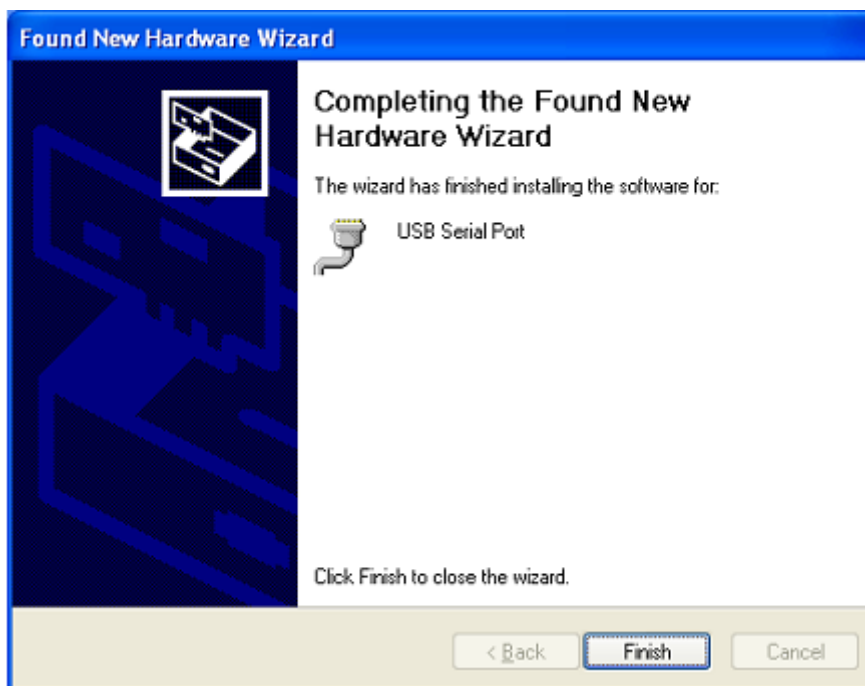 Found New Hardware Wizard
Completing the Found New
Hardware Wizard
The wizard has finished installing the software for:
USB Serial Port
Click Finish to close the wizard.
< Back
Finish
Cancel